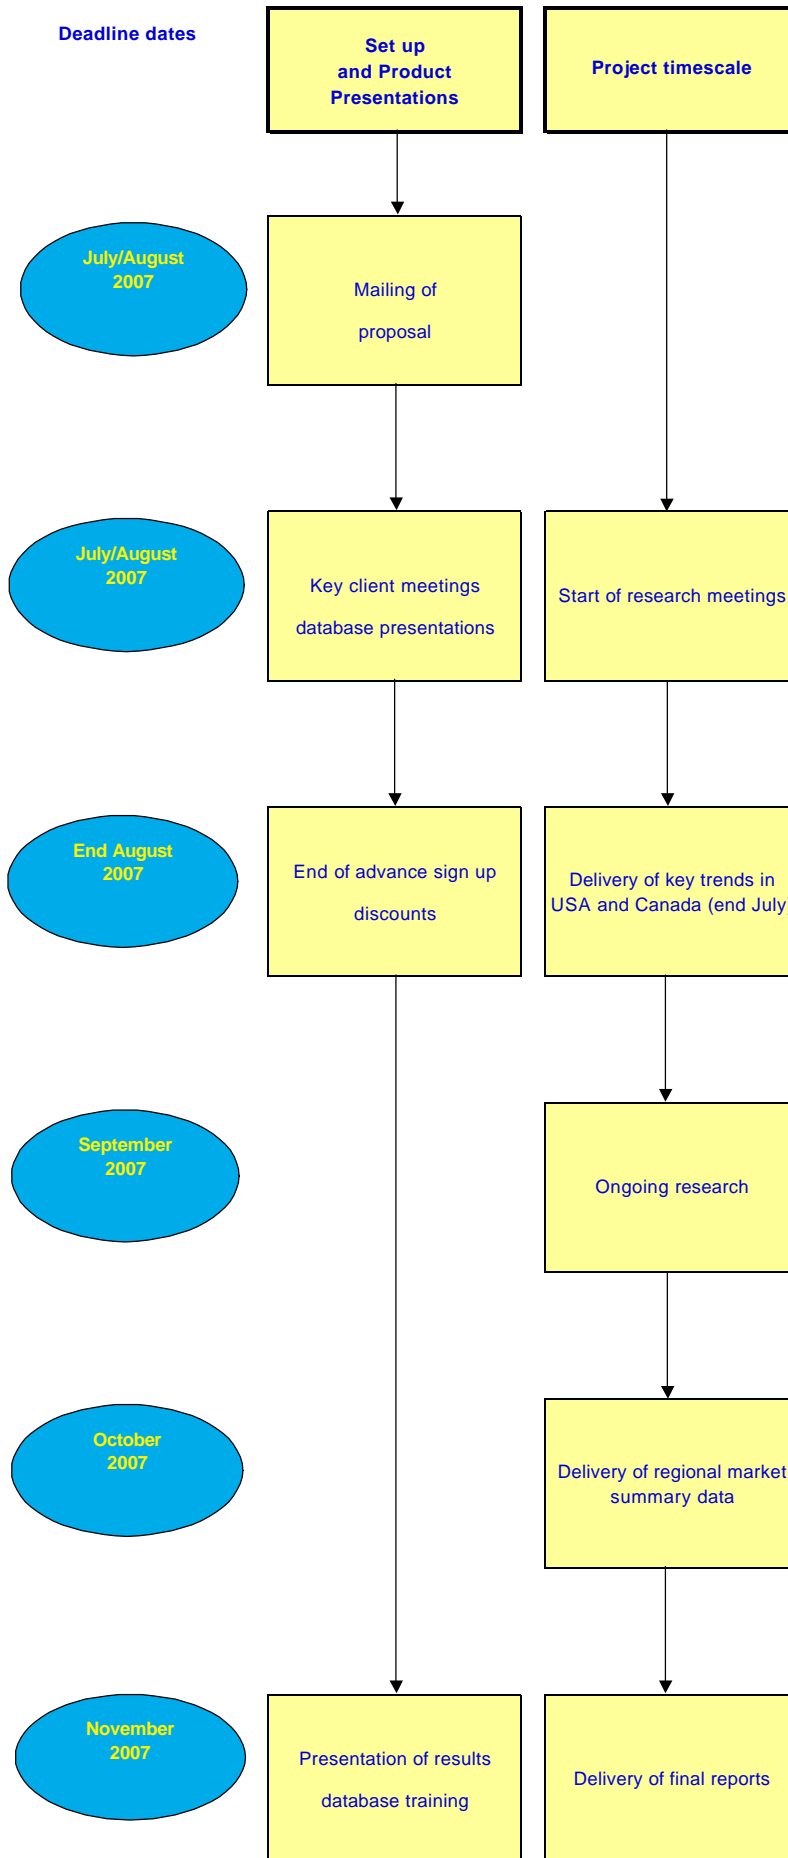 Deadline dates
Set up
and Product
Presentations
Project timescale
July/August
2007
Mailing of
proposal
July/August
2007
Key client meetings
database presentations
Start of research meetings
End August
2007
End of advance sign up
discounts
Delivery of key trends in
USA and Canada (end July)
September
2007
Ongoing research
October
2007
Delivery of regional market
summary data
November
2007
Presentation of results
database training
Delivery of final reports